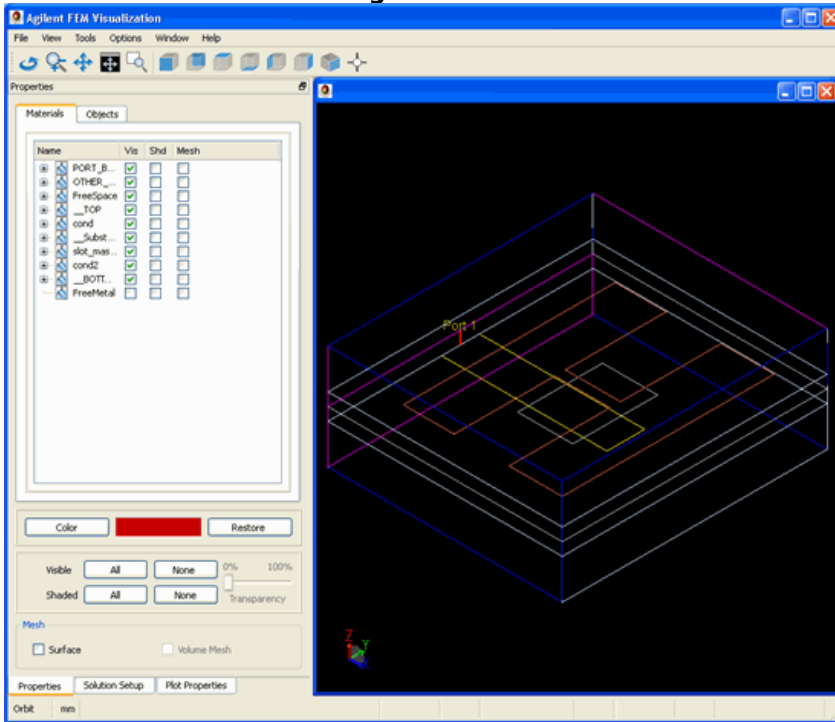 Agilent FEM Visualization
File View Tools Options Window Help
Properties
Materials Objects
Name Vis Shd Mesh
PORT_B...
OTHER_...
FreeSpace
__TOP
cond
__Subst...
slot_mas...
cond2
__BOTT...
FreeMetal
Color Restore
Visible All None 0% 100%
Shaded All None Transparency
Mesh
Surface Volume Mesh
Properties Solution Setup Plot Properties
Orbit mm
Port 1
Z
Y
X